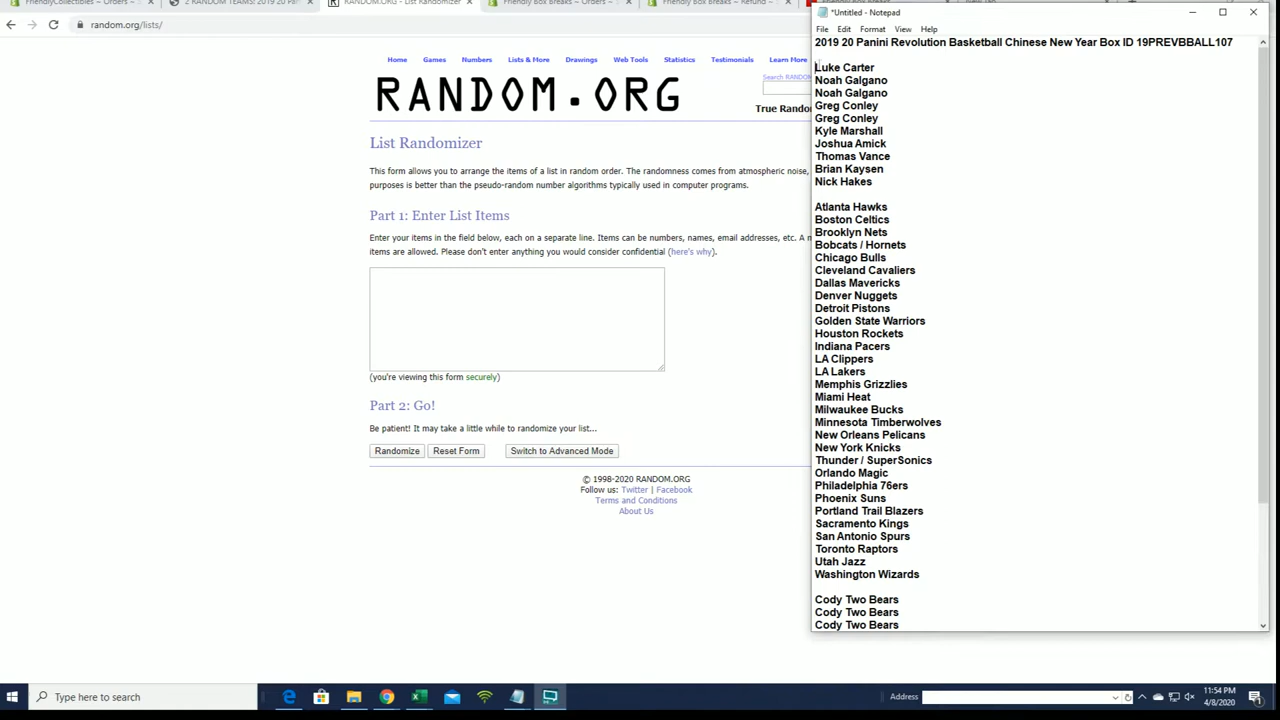 FriendlyCollectibles - Orders - 
2 RANDOM TEAMS: 2019 20 Pan
RANDOM.ORG - List Randomizer
Friendly Box Breaks ~ Orders ~
Friendly Box Breaks ~ Refund ~
random.org/lists/
Home Games Numbers Lists & More Drawings Web Tools Statistics Testimonials Learn More
Search RANDOM
RANDOM.ORG
True Rando
List Randomizer
This form allows you to arrange the items of a list in random order. The randomness comes from atmospheric noise,
purposes is better than the pseudo-random number algorithms typically used in computer programs.
Part 1: Enter List Items
Enter your items in the field below, each on a separate line. Items can be numbers, names, email addresses, etc. A m
items are allowed. Please don't enter anything you would consider confidential (here's why).
(you're viewing this form securely)
Part 2: Go!
Be patient! It may take a little while to randomize your list...
Randomize Reset Form Switch to Advanced Mode
© 1998-2020 RANDOM.ORG
Follow us: Twitter | Facebook
Terms and Conditions
About Us
*Untitled - Notepad
File Edit Format View Help
2019 20 Panini Revolution Basketball Chinese New Year Box ID 19PREVBBALL107
Luke Carter
Noah Galgano
Noah Galgano
Greg Conley
Greg Conley
Kyle Marshall
Joshua Amick
Thomas Vance
Brian Kaysen
Nick Hakes
Atlanta Hawks
Boston Celtics
Brooklyn Nets
Bobcats / Hornets
Chicago Bulls
Cleveland Cavaliers
Dallas Mavericks
Denver Nuggets
Detroit Pistons
Golden State Warriors
Houston Rockets
Indiana Pacers
LA Clippers
LA Lakers
Memphis Grizzlies
Miami Heat
Milwaukee Bucks
Minnesota Timberwolves
New Orleans Pelicans
New York Knicks
Thunder / SuperSonics
Orlando Magic
Philadelphia 76ers
Phoenix Suns
Portland Trail Blazers
Sacramento Kings
San Antonio Spurs
Toronto Raptors
Utah Jazz
Washington Wizards
Cody Two Bears
Cody Two Bears
Cody Two Bears
Type here to search
Address
11:54 PM
4/8/2020